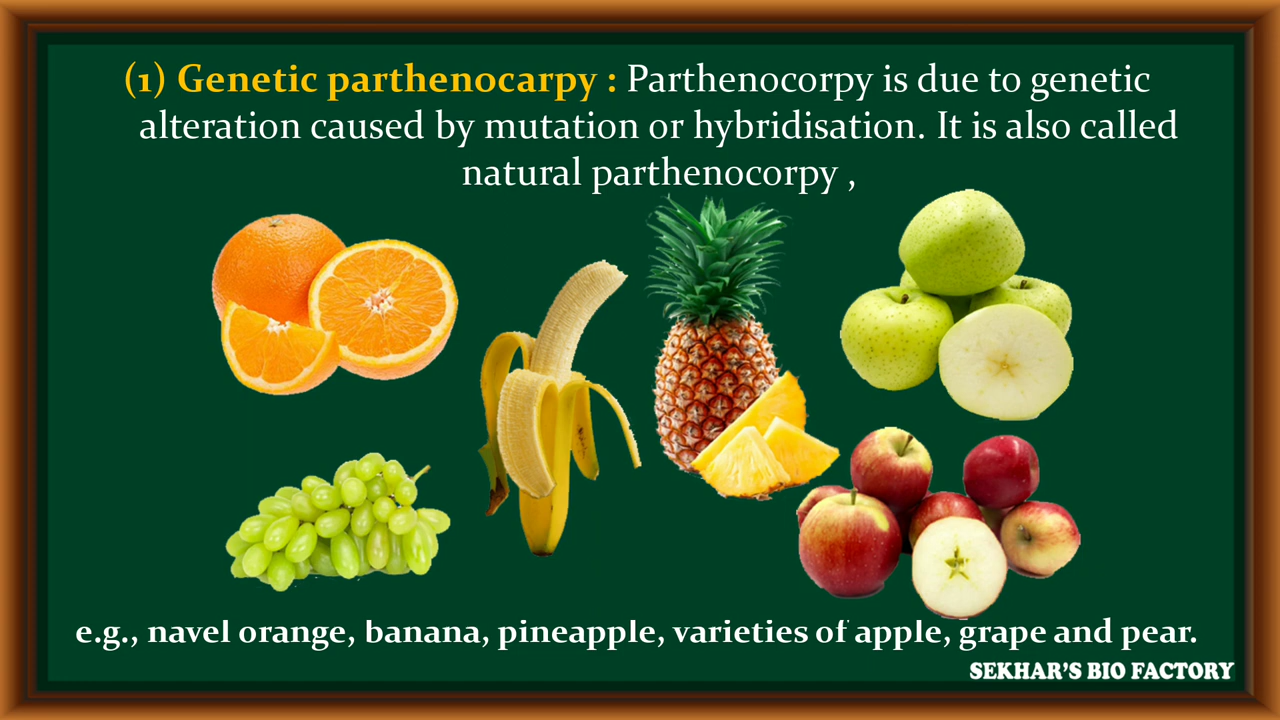 (1) Genetic parthenocarpy : Parthenocorpy is due to genetic
alteration caused by mutation or hybridisation. It is also called
natural parthenocorpy ,
e.g., navel orange, banana, pineapple, varieties of apple, grape and pear.
SEKHAR'S BIO FACTORY